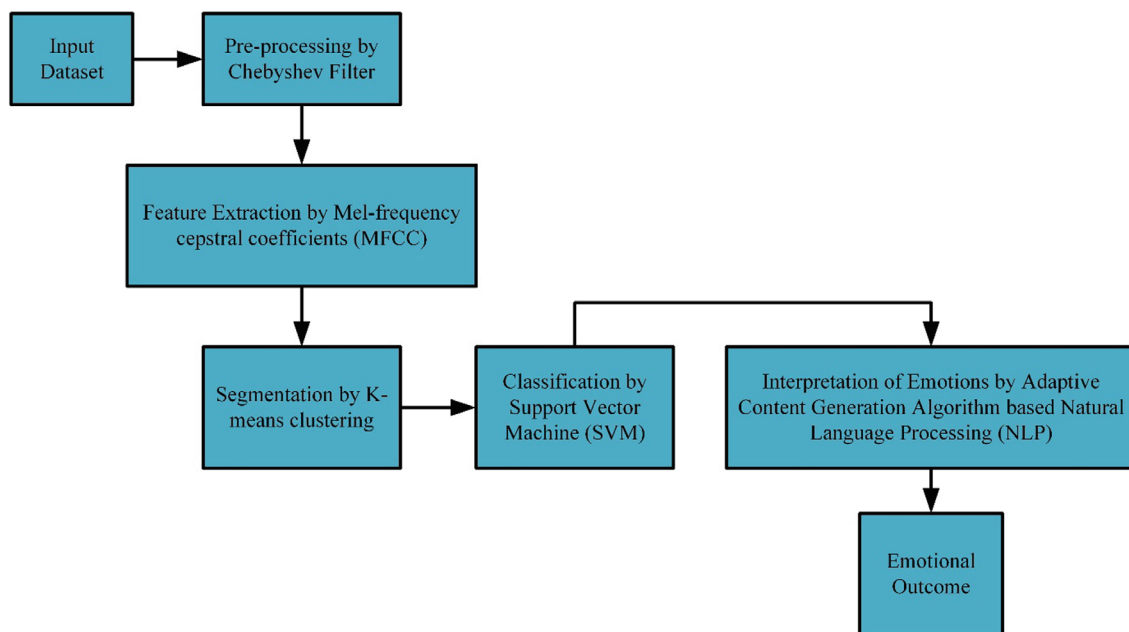 Input
Dataset
Pre-processing by
Chebyshev Filter
Feature Extraction by Mel-frequency
cepstral coefficients (MFCC)
Segmentation by K-
means clustering
Classification by
Support Vector
Machine (SVM)
Interpretation of Emotions by Adaptive
Content Generation Algorithm based Natural
Language Processing (NLP)
Emotional
Outcome